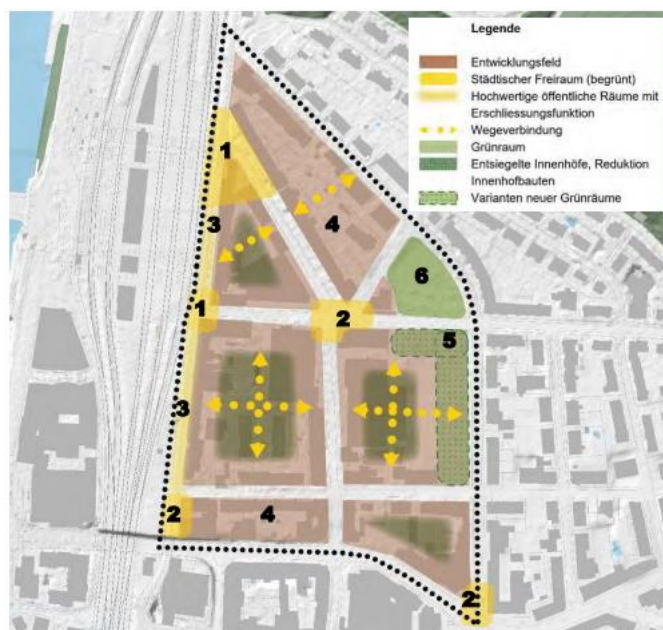 Legende
Entwicklungsfeld
Städtischer Freiraum (begrünt)
Hochwertige öffentliche Räume mit
Erschliessungsfunktion
Wegeverbindung
Grünraum
Entsiegelte Innenhöfe, Reduktion
Innenhofbauten
Varianten neuer Grünräume
1
3
4
6
1
2
5
3
2
4
2